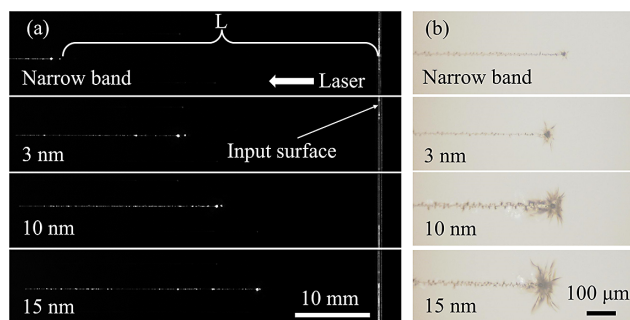 (a)
L
Narrow band
Laser
Input surface
3 nm
10 nm
15 nm
10 mm
(b)
Narrow band
3 nm
10 nm
15 nm
100 μm